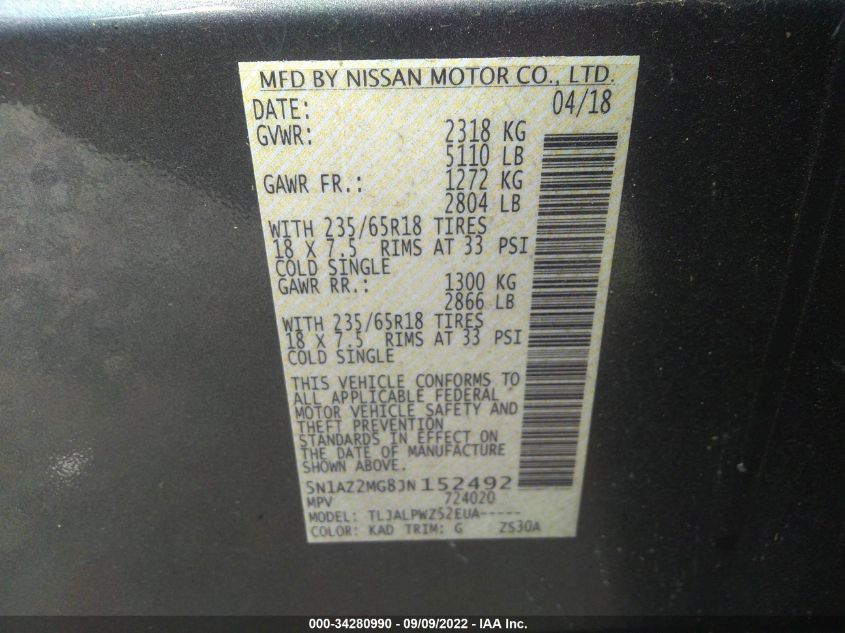 MFD BY NISSAN MOTOR CO., LTD.
DATE: 04/18
GVWR: 2318 KG
5110 LB
GAWR FR.: 1272 KG
2804 LB
WITH 235/65R18 TIRES
18 X 7.5 RIMS AT 33 PSI
COLD SINGLE
GAWR RR.: 1300 KG
2866 LB
WITH 235/65R18 TIRES
18 X 7.5 RIMS AT 33 PSI
COLD SINGLE
THIS VEHICLE CONFORMS TO
ALL APPLICABLE FEDERAL
MOTOR VEHICLE SAFETY AND
THEFT PREVENTION
STANDARDS IN EFFECT ON
THE DATE OF MANUFACTURE
SHOWN ABOVE.
5N1AZ2MG8JN152492
MPV 724020
MODEL: TLJALPWZ52EUA-----
COLOR: KAD TRIM: G ZS30A
000-34280990 - 09/09/2022 - IAA Inc.